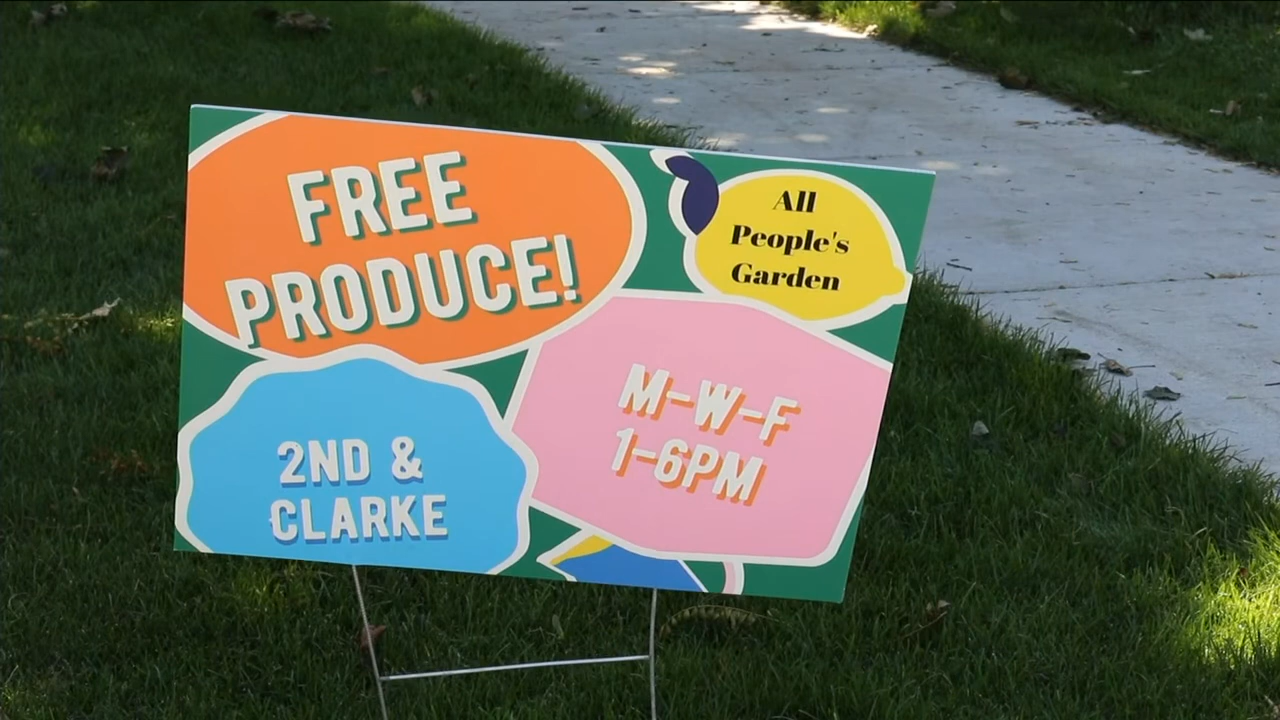 FREE
PRODUCE!
All
People's
Garden
M-W-F
1-6PM
2ND &
CLARKE